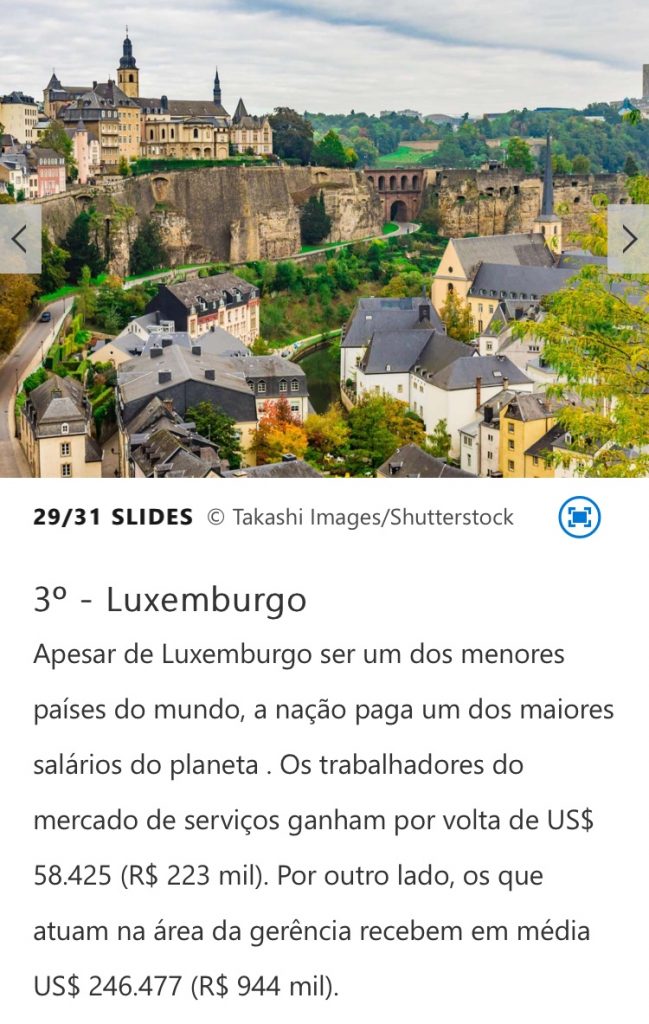 29/31 SLIDES © Takashi Images/Shutterstock
3º - Luxemburgo
Apesar de Luxemburgo ser um dos menores
países do mundo, a nação paga um dos maiores
salários do planeta . Os trabalhadores do
mercado de serviços ganham por volta de US$
58.425 (R$ 223 mil). Por outro lado, os que
atuam na área da gerência recebem em média
US$ 246.477 (R$ 944 mil).